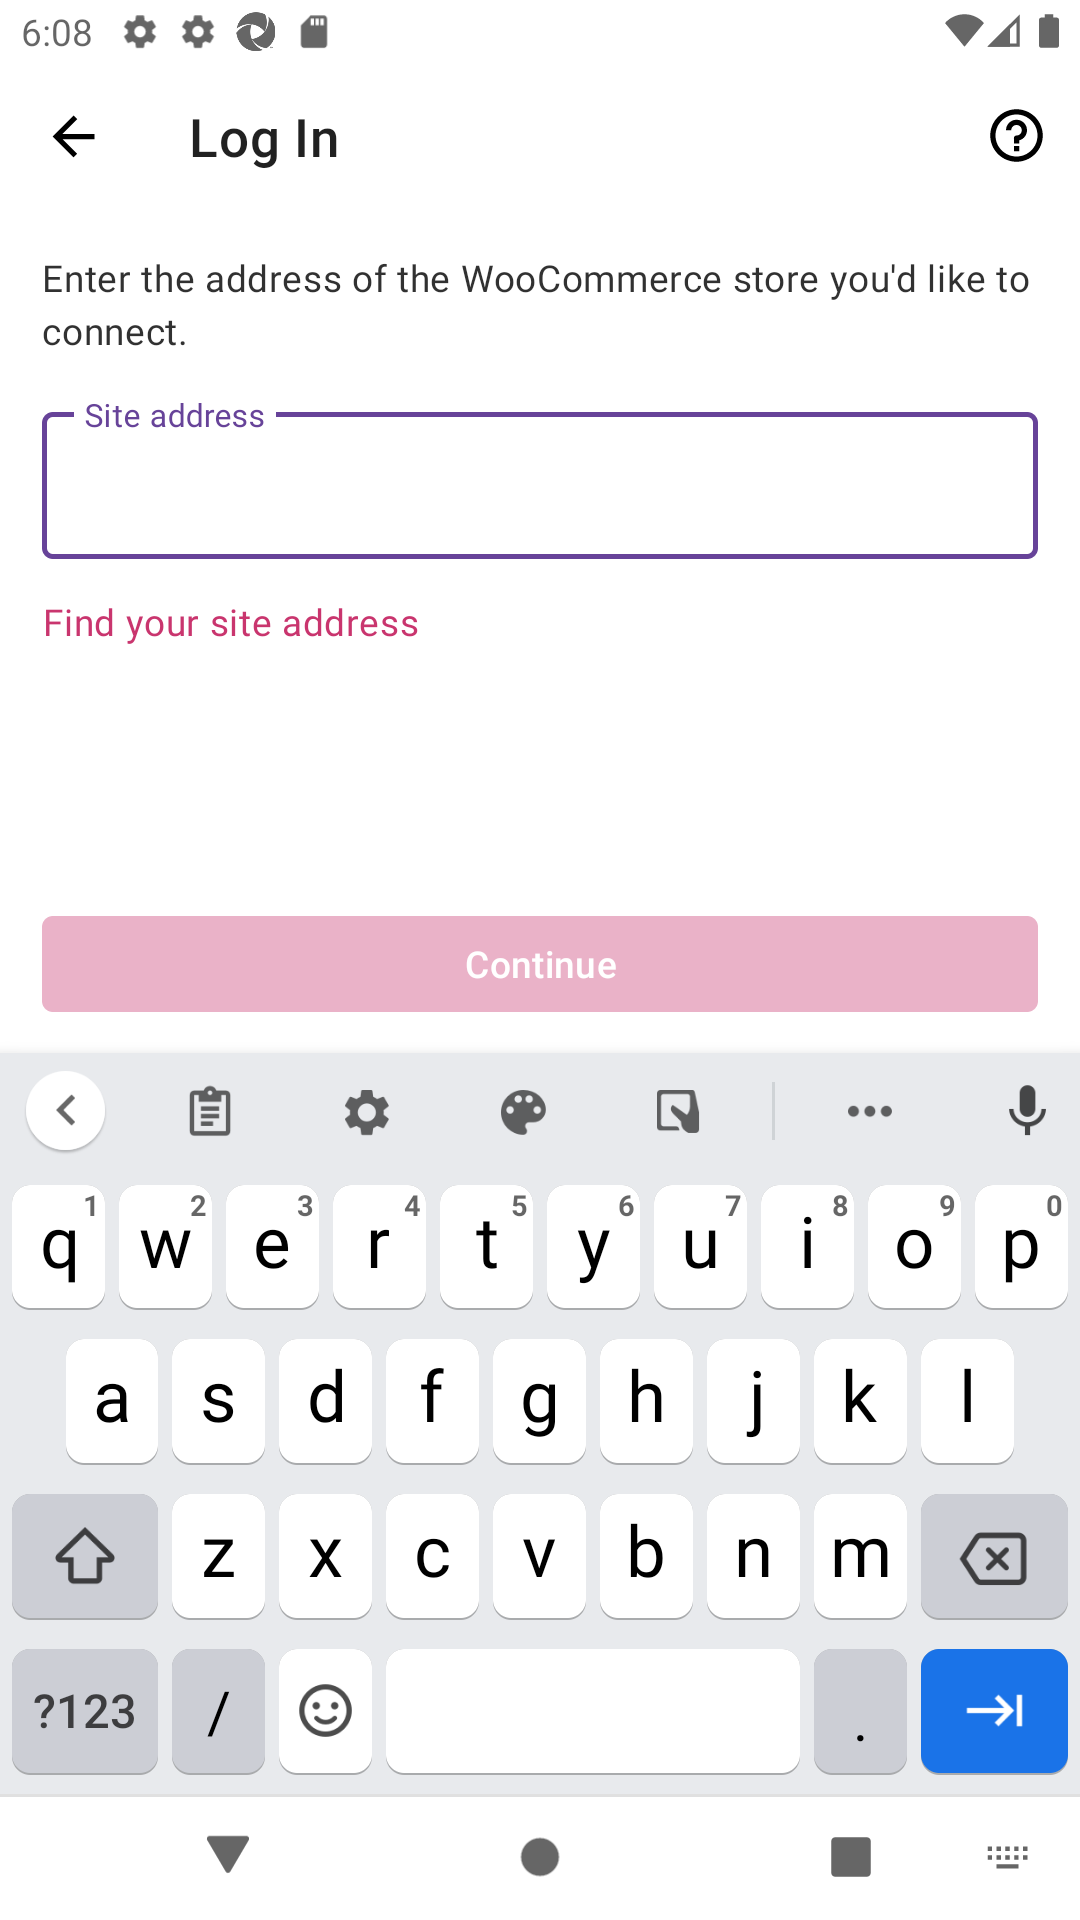 6:08
Log In
Enter the address of the WooCommerce store you'd like to
connect.
Site address
Find your site address
Continue
1 2 3 4 5 6 7 8 9 0
q w e r t y u i o p
a s d f g h j k l
z x c v b n m
?123 / .